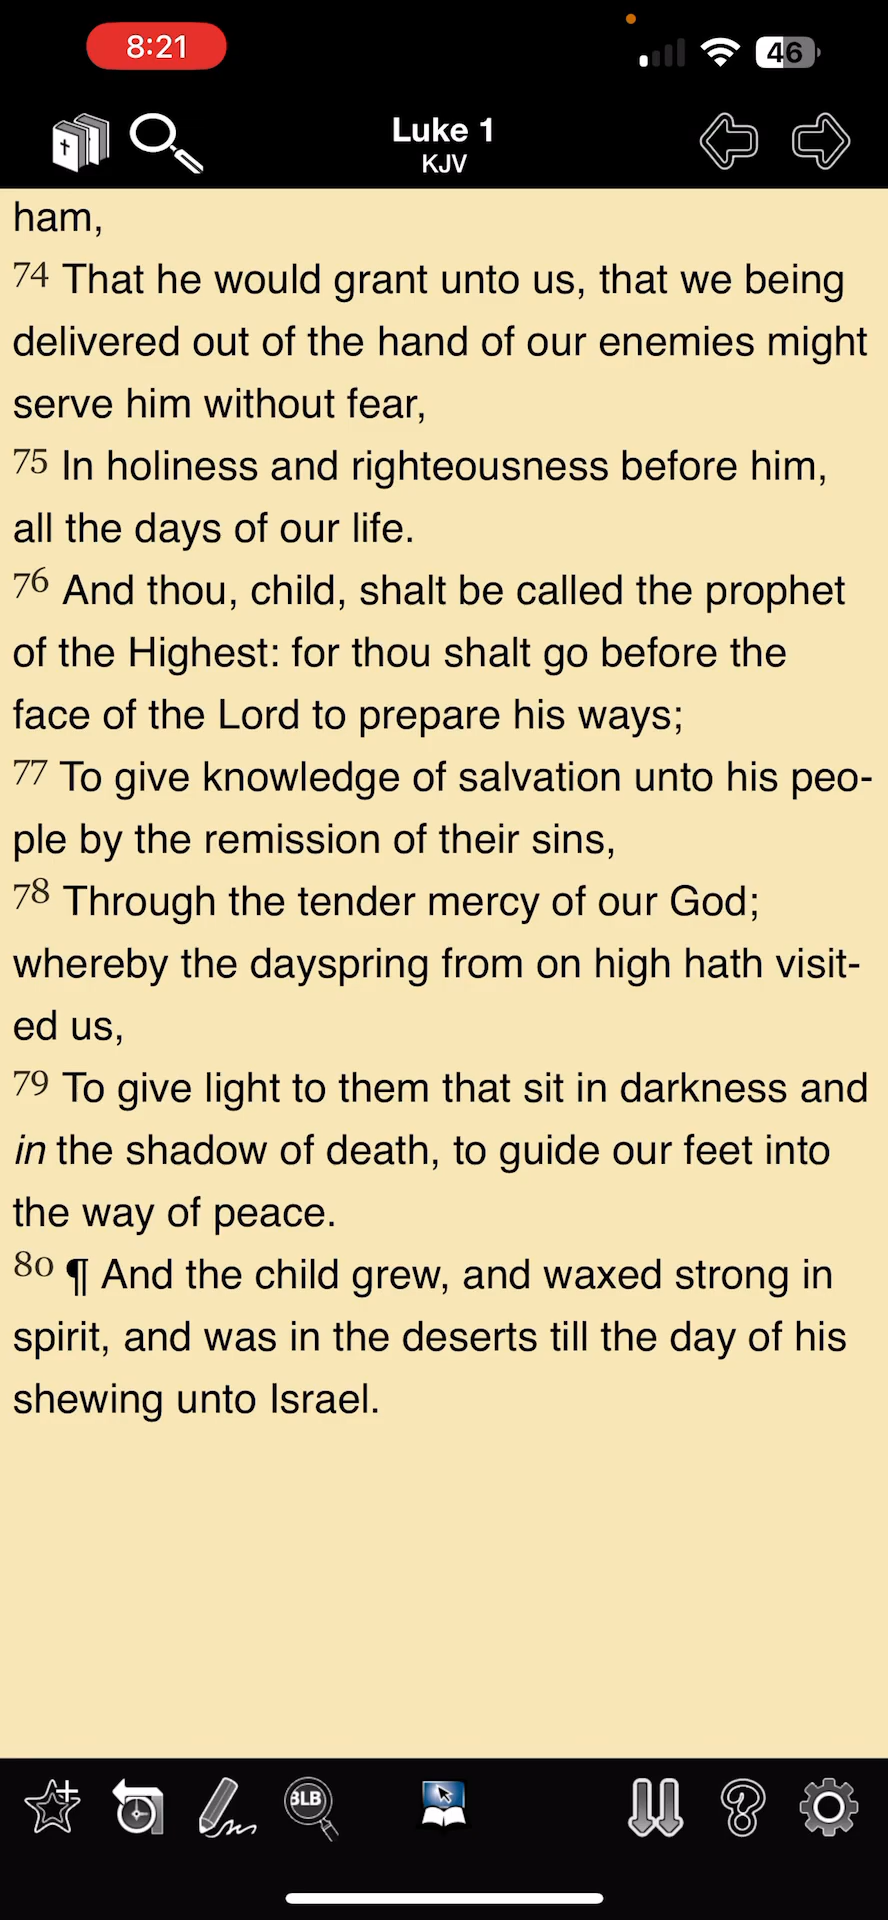 8:21
46
Luke 1
KJV
ham,
74 That he would grant unto us, that we being
delivered out of the hand of our enemies might
serve him without fear,
75 In holiness and righteousness before him,
all the days of our life.
76 And thou, child, shalt be called the prophet
of the Highest: for thou shalt go before the
face of the Lord to prepare his ways;
77 To give knowledge of salvation unto his peo-
ple by the remission of their sins,
78 Through the tender mercy of our God;
whereby the dayspring from on high hath visit-
ed us,
79 To give light to them that sit in darkness and
in the shadow of death, to guide our feet into
the way of peace.
80 ¶ And the child grew, and waxed strong in
spirit, and was in the deserts till the day of his
shewing unto Israel.
BLB